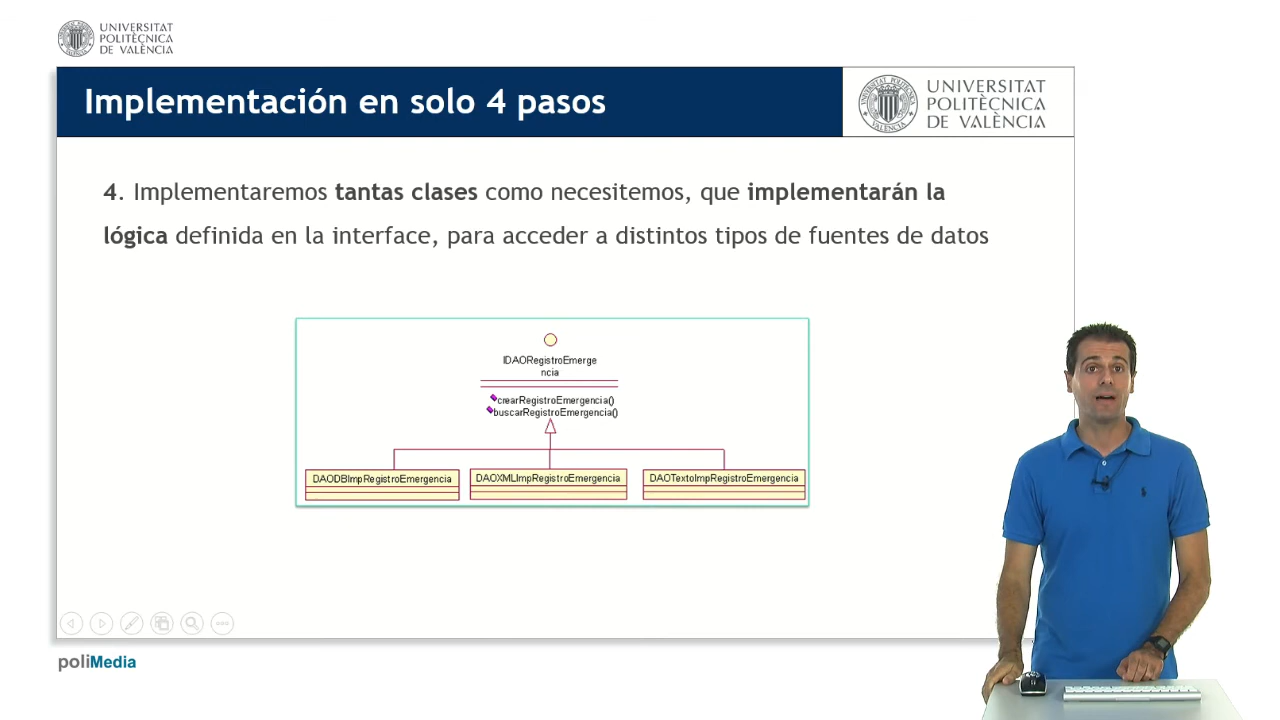 UNIVERSITAT
POLITÈCNICA
DE VALÈNCIA
Implementación en solo 4 pasos
UNIVERSITAT
POLITÈCNICA
DE VALÈNCIA
4. Implementaremos tantas clases como necesitemos, que implementarán la
lógica definida en la interface, para acceder a distintos tipos de fuentes de datos
IDAORegistroEmerge
ncia
crearRegistroEmergencia()
buscarRegistroEmergencia()
DAODBImpRegistroEmergencia
DAOXMLImpRegistroEmergencia
DAOTextoImpRegistroEmergencia
poliMedia